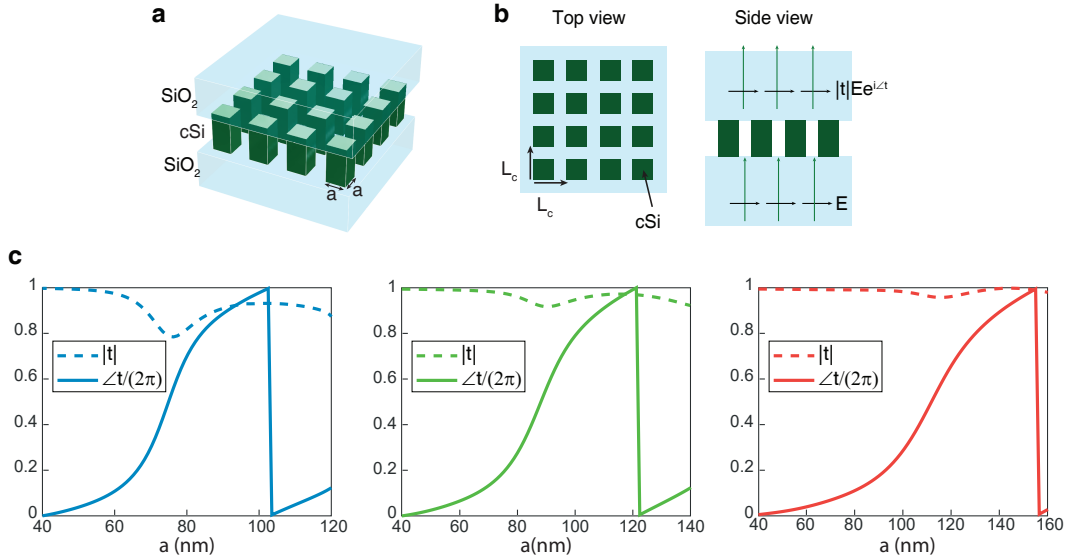 a
SiO2
cSi
SiO2
a
a
b
Top view
Side view
Lc
Lc
cSi
|t|Ee^i∠t
E
c
1
0.8
0.6
0.4
0.2
0
|t|
∠t/(2π)
40
60
80
100
120
a (nm)
1
0.8
0.6
0.4
0.2
0
|t|
∠t/(2π)
40
60
80
100
120
140
a(nm)
1
0.8
0.6
0.4
0.2
0
|t|
∠t/(2π)
40
60
80
100
120
140
160
a (nm)